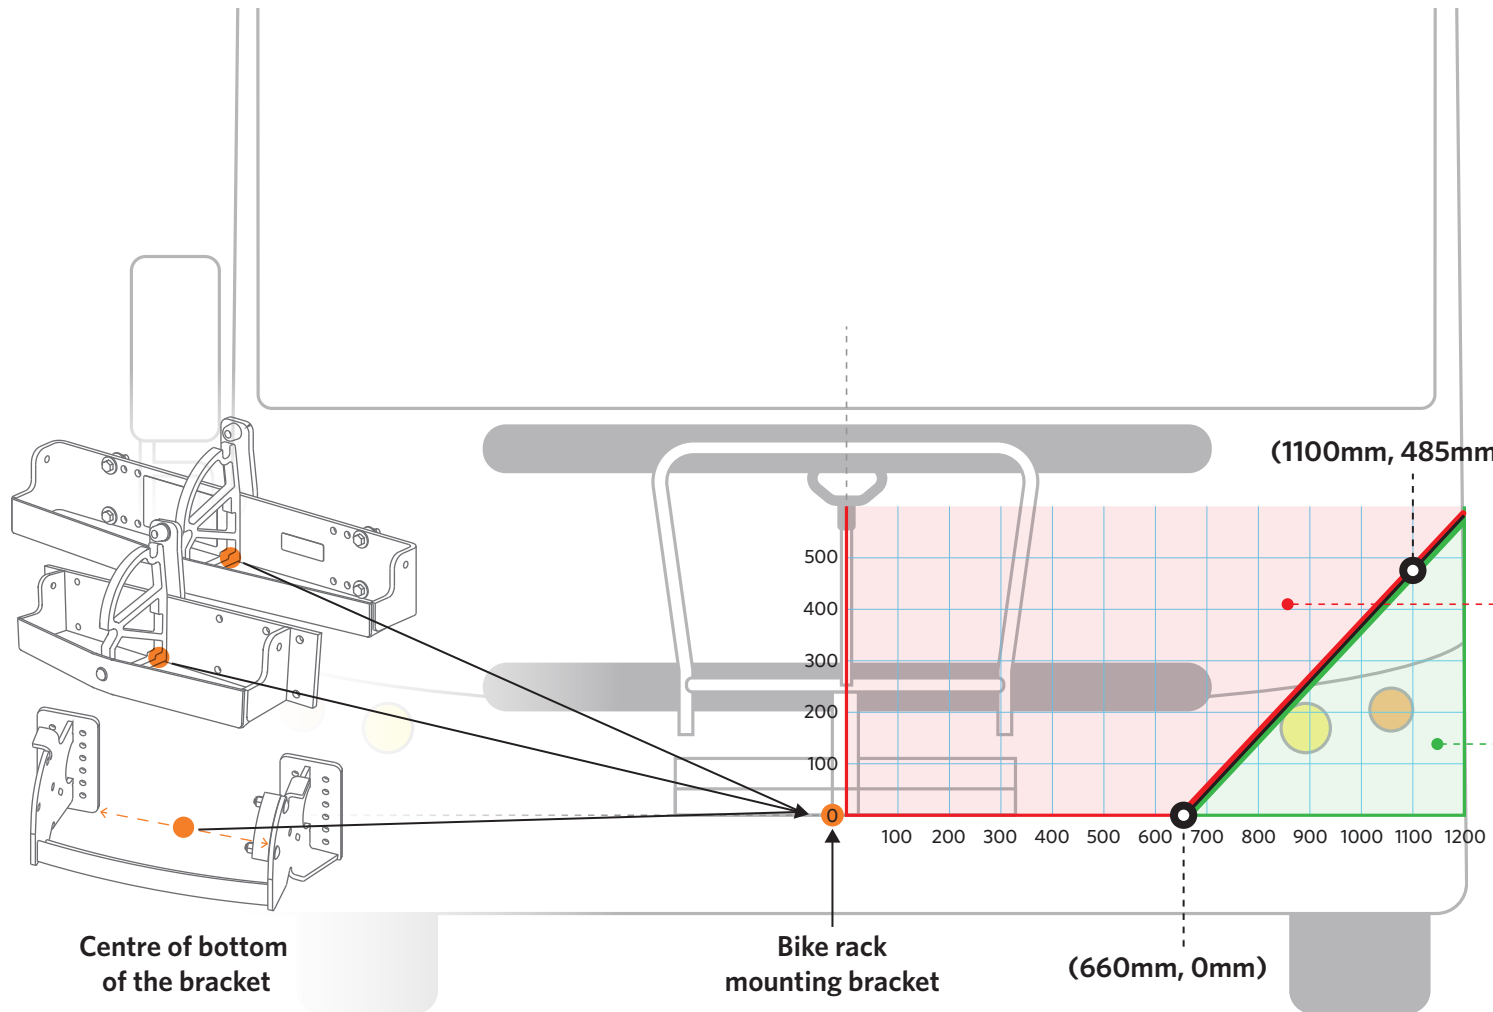 (1100mm, 485mm
500
400
300
200
100
0
100 200 300 400 500 600 700 800 900 1000 1100 1200
Centre of bottom
of the bracket
Bike rack
mounting bracket
(660mm, 0mm)